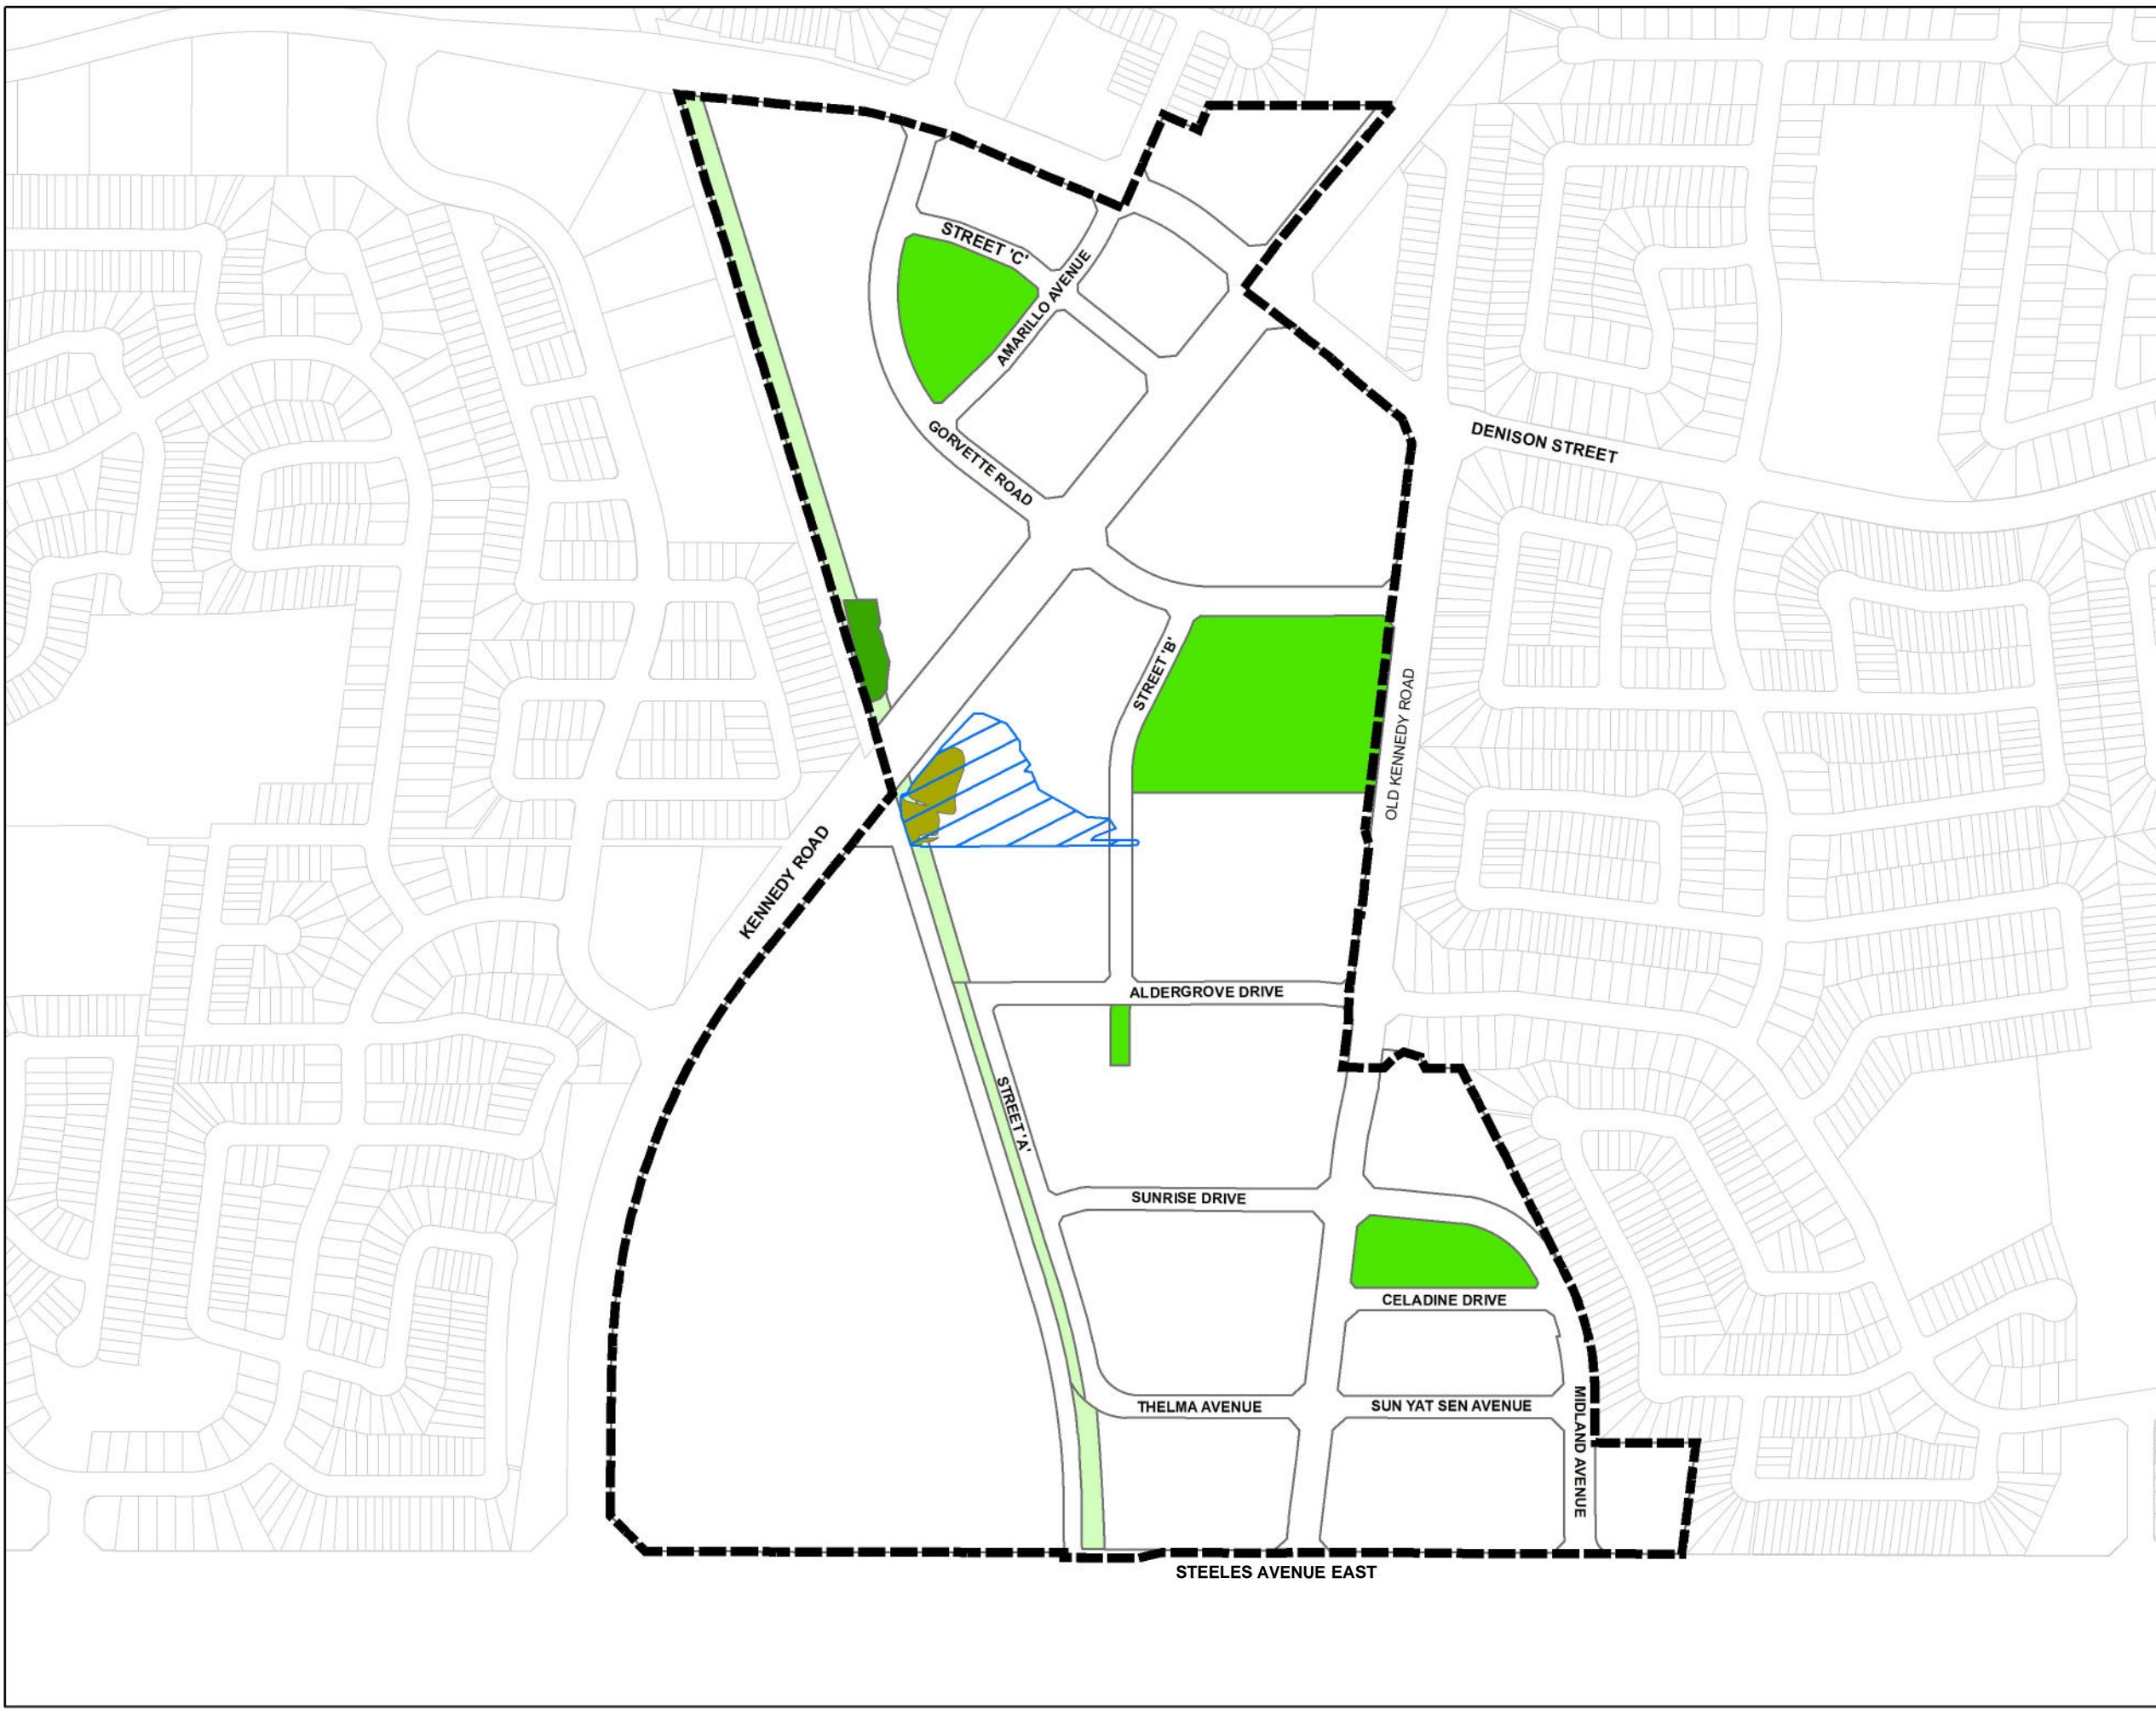 STREET 'C'
AMARILLO AVENUE
GORVETTE ROAD
DENISON STREET
STREET 'B'
OLD KENNEDY ROAD
KENNEDY ROAD
ALDERGROVE DRIVE
STREET 'A'
SUNRISE DRIVE
CELADINE DRIVE
THELMA AVENUE
SUN YAT SEN AVENUE
MIDLAND AVENUE
STEELES AVENUE EAST